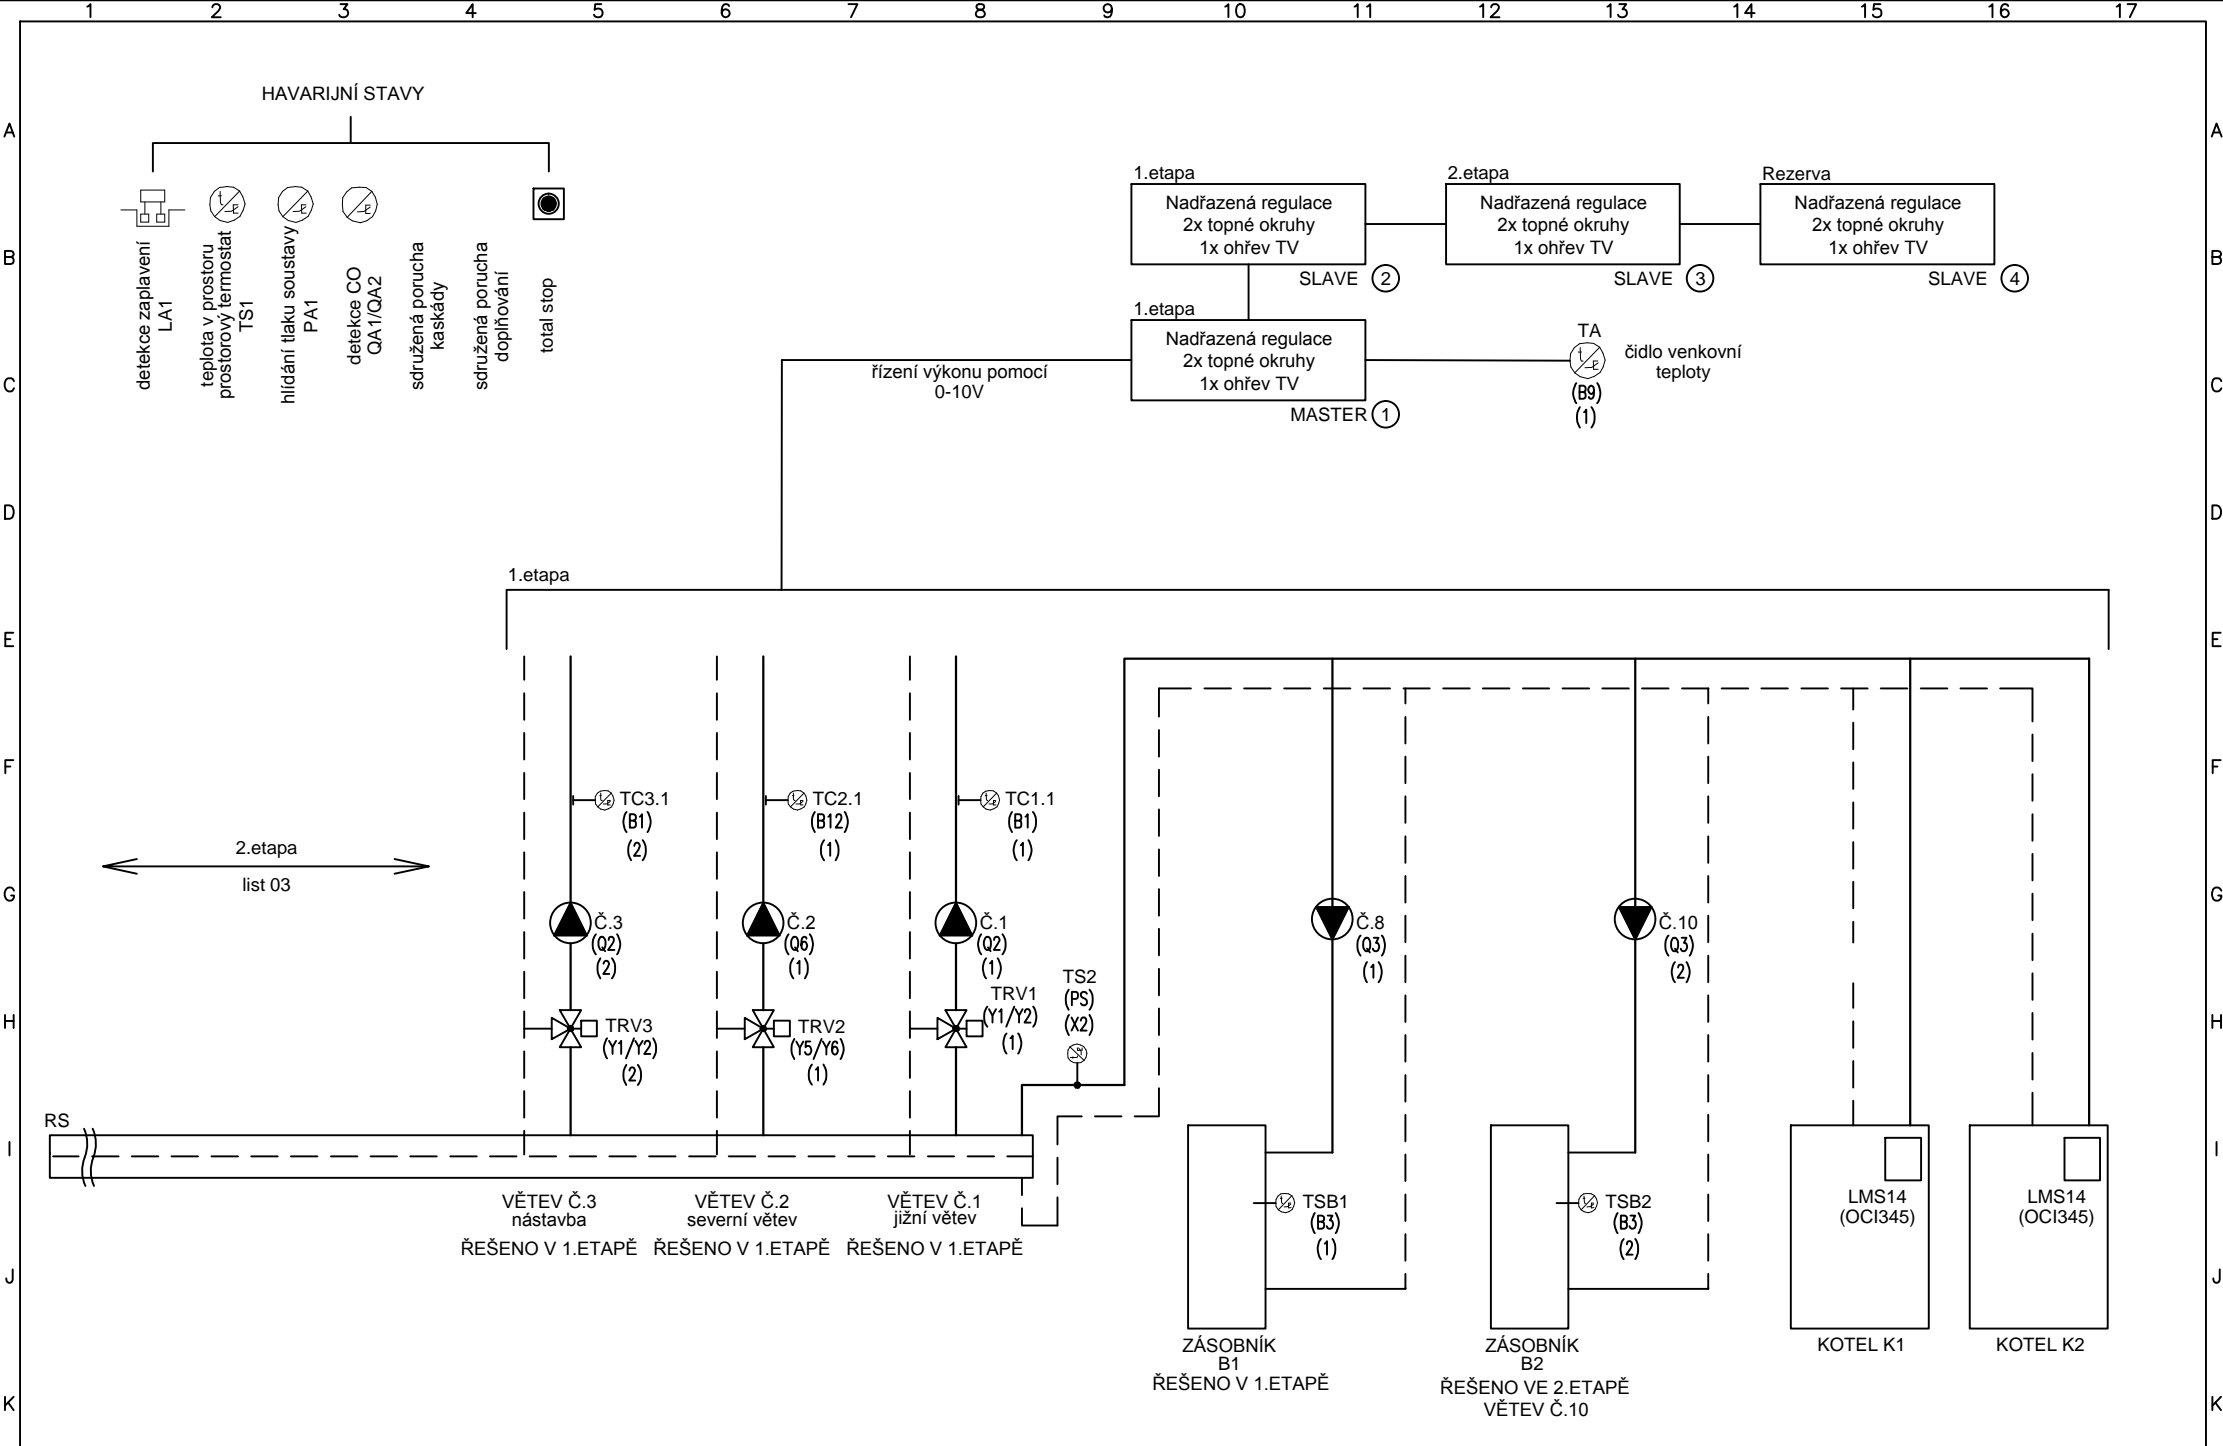 1 2 3 4 5 6 7 8 9 10 11 12 13 14 15 16 17
A A
B B
C C
D D
E E
F F
G G
H H
I I
J J
K K
HAVARIJNÍ STAVY
detekce zaplavení
LA1
teplota v prostoru
prostorový termostat
TS1
hlídání tlaku soustavy
PA1
detekce CO
QA1/QA2
sdružená porucha
kaskády
sdružená porucha
doplňování
total stop
1.etapa
Nadřazená regulace
2x topné okruhy
1x ohřev TV
SLAVE 2
2.etapa
Nadřazená regulace
2x topné okruhy
1x ohřev TV
SLAVE 3
Rezerva
Nadřazená regulace
2x topné okruhy
1x ohřev TV
SLAVE 4
1.etapa
Nadřazená regulace
2x topné okruhy
1x ohřev TV
MASTER 1
řízení výkonu pomocí
0-10V
TA
(B9)
(1)
čidlo venkovní
teploty
1.etapa
2.etapa
list 03
TC3.1
(B1)
(2)
TC2.1
(B12)
(1)
TC1.1
(B1)
(1)
Č.3
(Q2)
(2)
Č.2
(Q6)
(1)
Č.1
(Q2)
(1)
Č.8
(Q3)
(1)
Č.10
(Q3)
(2)
TRV3
(Y1/Y2)
(2)
TRV2
(Y5/Y6)
(1)
TRV1
(Y1/Y2)
(1)
TS2
(PS)
(X2)
RS
VĚTEV Č.3
nástavba
ŘEŠENO V 1.ETAPĚ
VĚTEV Č.2
severní větev
ŘEŠENO V 1.ETAPĚ
VĚTEV Č.1
jižní větev
ŘEŠENO V 1.ETAPĚ
TSB1
(B3)
(1)
TSB2
(B3)
(2)
LMS14
(OCI345)
LMS14
(OCI345)
ZÁSOBNÍK
B1
ŘEŠENO V 1.ETAPĚ
ZÁSOBNÍK
B2
ŘEŠENO VE 2.ETAPĚ
VĚTEV Č.10
KOTEL K1
KOTEL K2